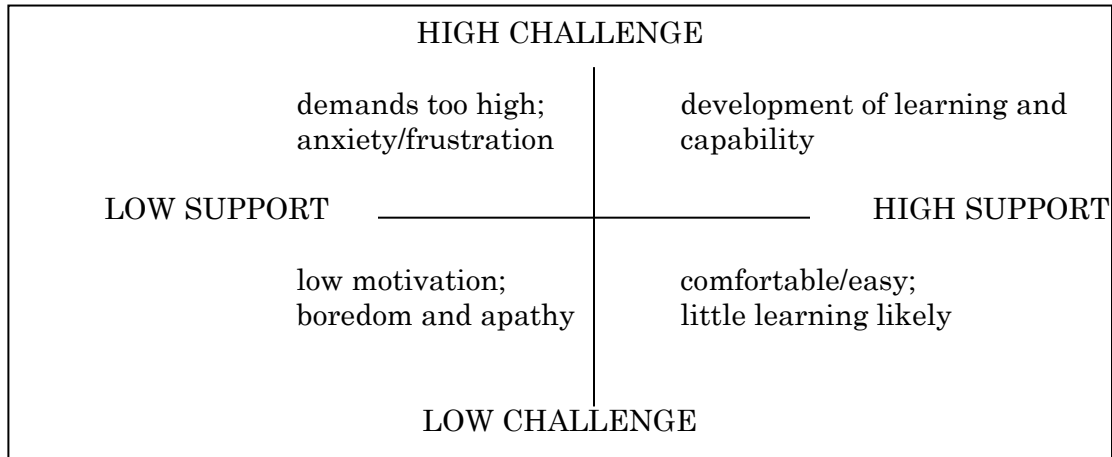 HIGH CHALLENGE
demands too high;
anxiety/frustration
development of learning and
capability
LOW SUPPORT
HIGH SUPPORT
low motivation;
boredom and apathy
comfortable/easy;
little learning likely
LOW CHALLENGE